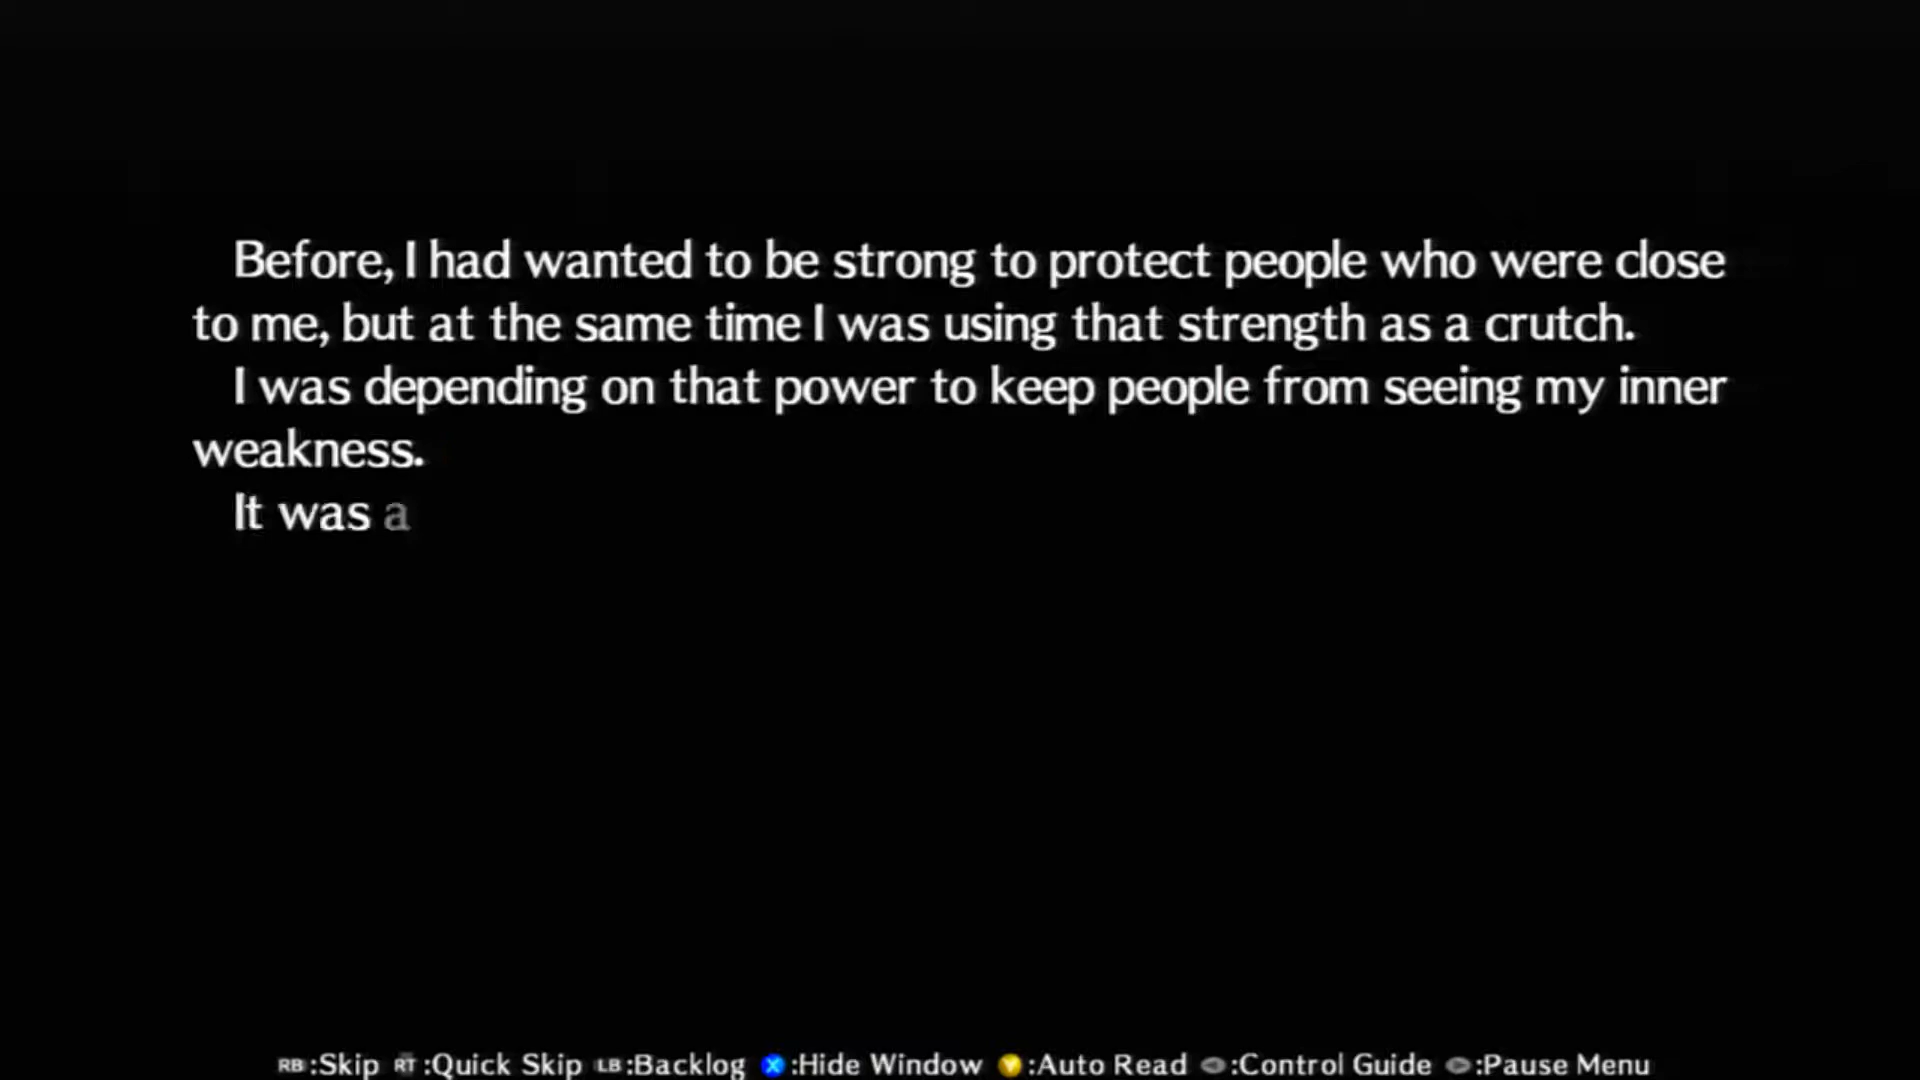 Before, I had wanted to be strong to protect people who were close
to me, but at the same time I was using that strength as a crutch.
I was depending on that power to keep people from seeing my inner
weakness.
It was a
RB:Skip RT:Quick Skip LB:Backlog X:Hide Window Y:Auto Read :Control Guide :Pause Menu